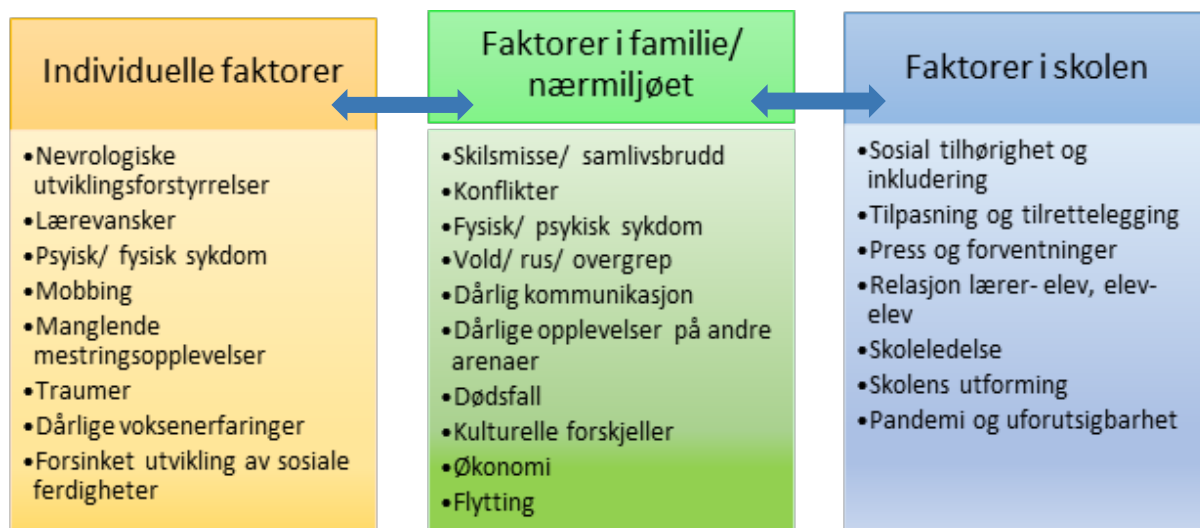 Individuelle faktorer
•Nevrologiske
utviklingsforstyrrelser
•Lærevansker
•Psyisk/ fysisk sykdom
•Mobbing
•Manglende
mestringsopplevelser
•Traumer
•Dårlige voksenerfaringer
•Forsinket utvikling av sosiale
ferdigheter
Faktorer i familie/
nærmiljøet
•Skilsmisse/ samlivsbrudd
•Konflikter
•Fysisk/ psykisk sykdom
•Vold/ rus/ overgrep
•Dårlig kommunikasjon
•Dårlige opplevelser på andre
arenaer
•Dødsfall
•Kulturelle forskjeller
•Økonomi
•Flytting
Faktorer i skolen
•Sosial tilhørighet og
inkludering
•Tilpasning og tilrettelegging
•Press og forventninger
•Relasjon lærer- elev, elev-
elev
•Skoleledelse
•Skolens utforming
•Pandemi og uforutsigbarhet